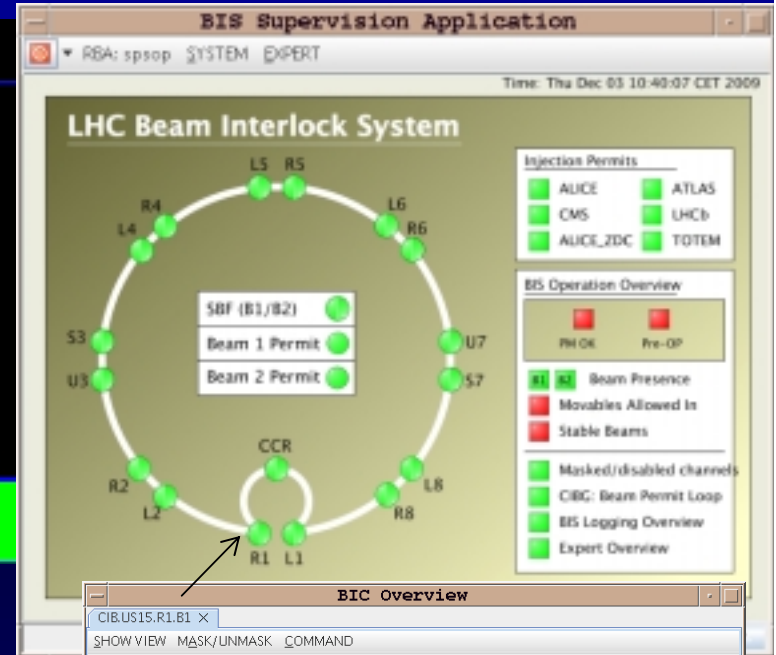 BIS Supervision Application
RBA: spsop SYSTEM EXPERT
Time: Thu Dec 03 10:40:07 CET 2009
LHC Beam Interlock System
L5 R5
R4 L6
L4 R6
S3 U7
U3 S7
SBF (B1/B2)
Beam 1 Permit
Beam 2 Permit
CCR
R2 L8
L2 R8
R1 L1
Injection Permits
ALICE ATLAS
CMS LHCb
ALICE_ZDC TOTEM
BIS Operation Overview
PM OK Pre-OP
B1 B2 Beam Presence
Movables Allowed In
Stable Beams
Masked/disabled channels
CIBG: Beam Permit Loop
BIS Logging Overview
Expert Overview
BIC Overview
CIB.US15.R1.B1 ×
SHOW VIEW MASK/UNMASK COMMAND